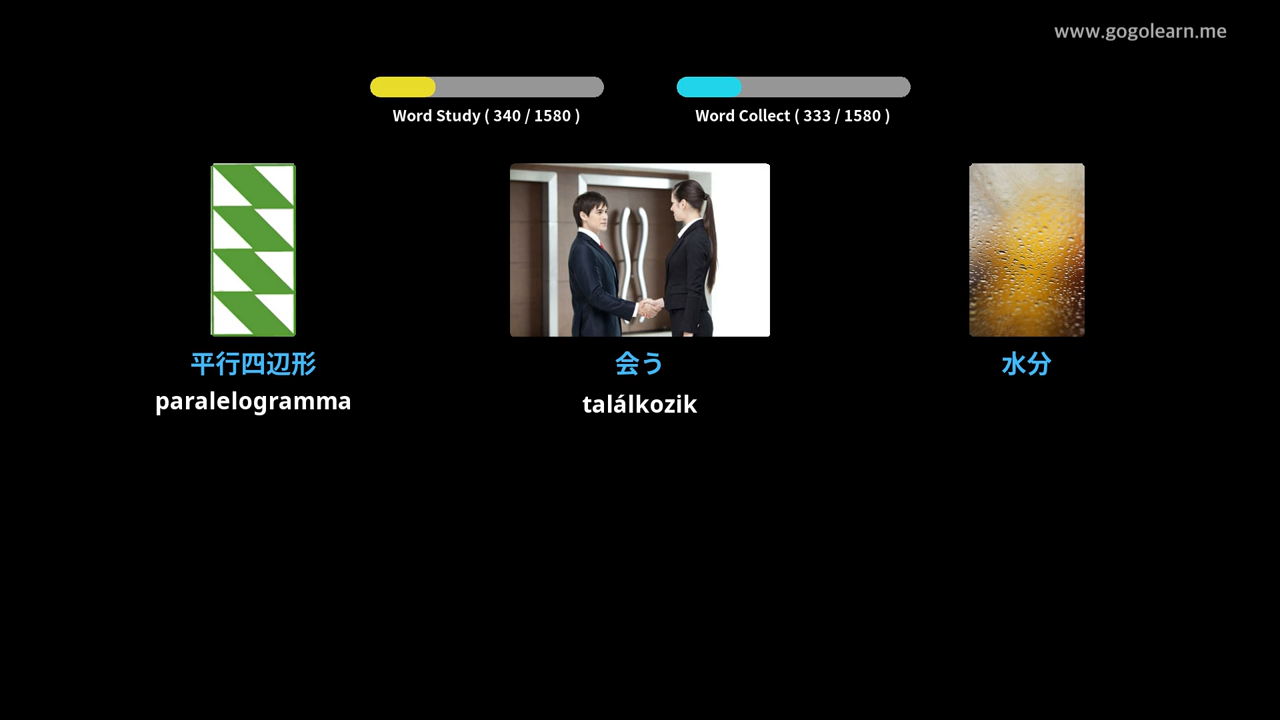 www.gogolearn.me
Word Study ( 340 / 1580 )
Word Collect ( 333 / 1580 )
平行四辺形
会う
水分
paralelogramma
találkozik